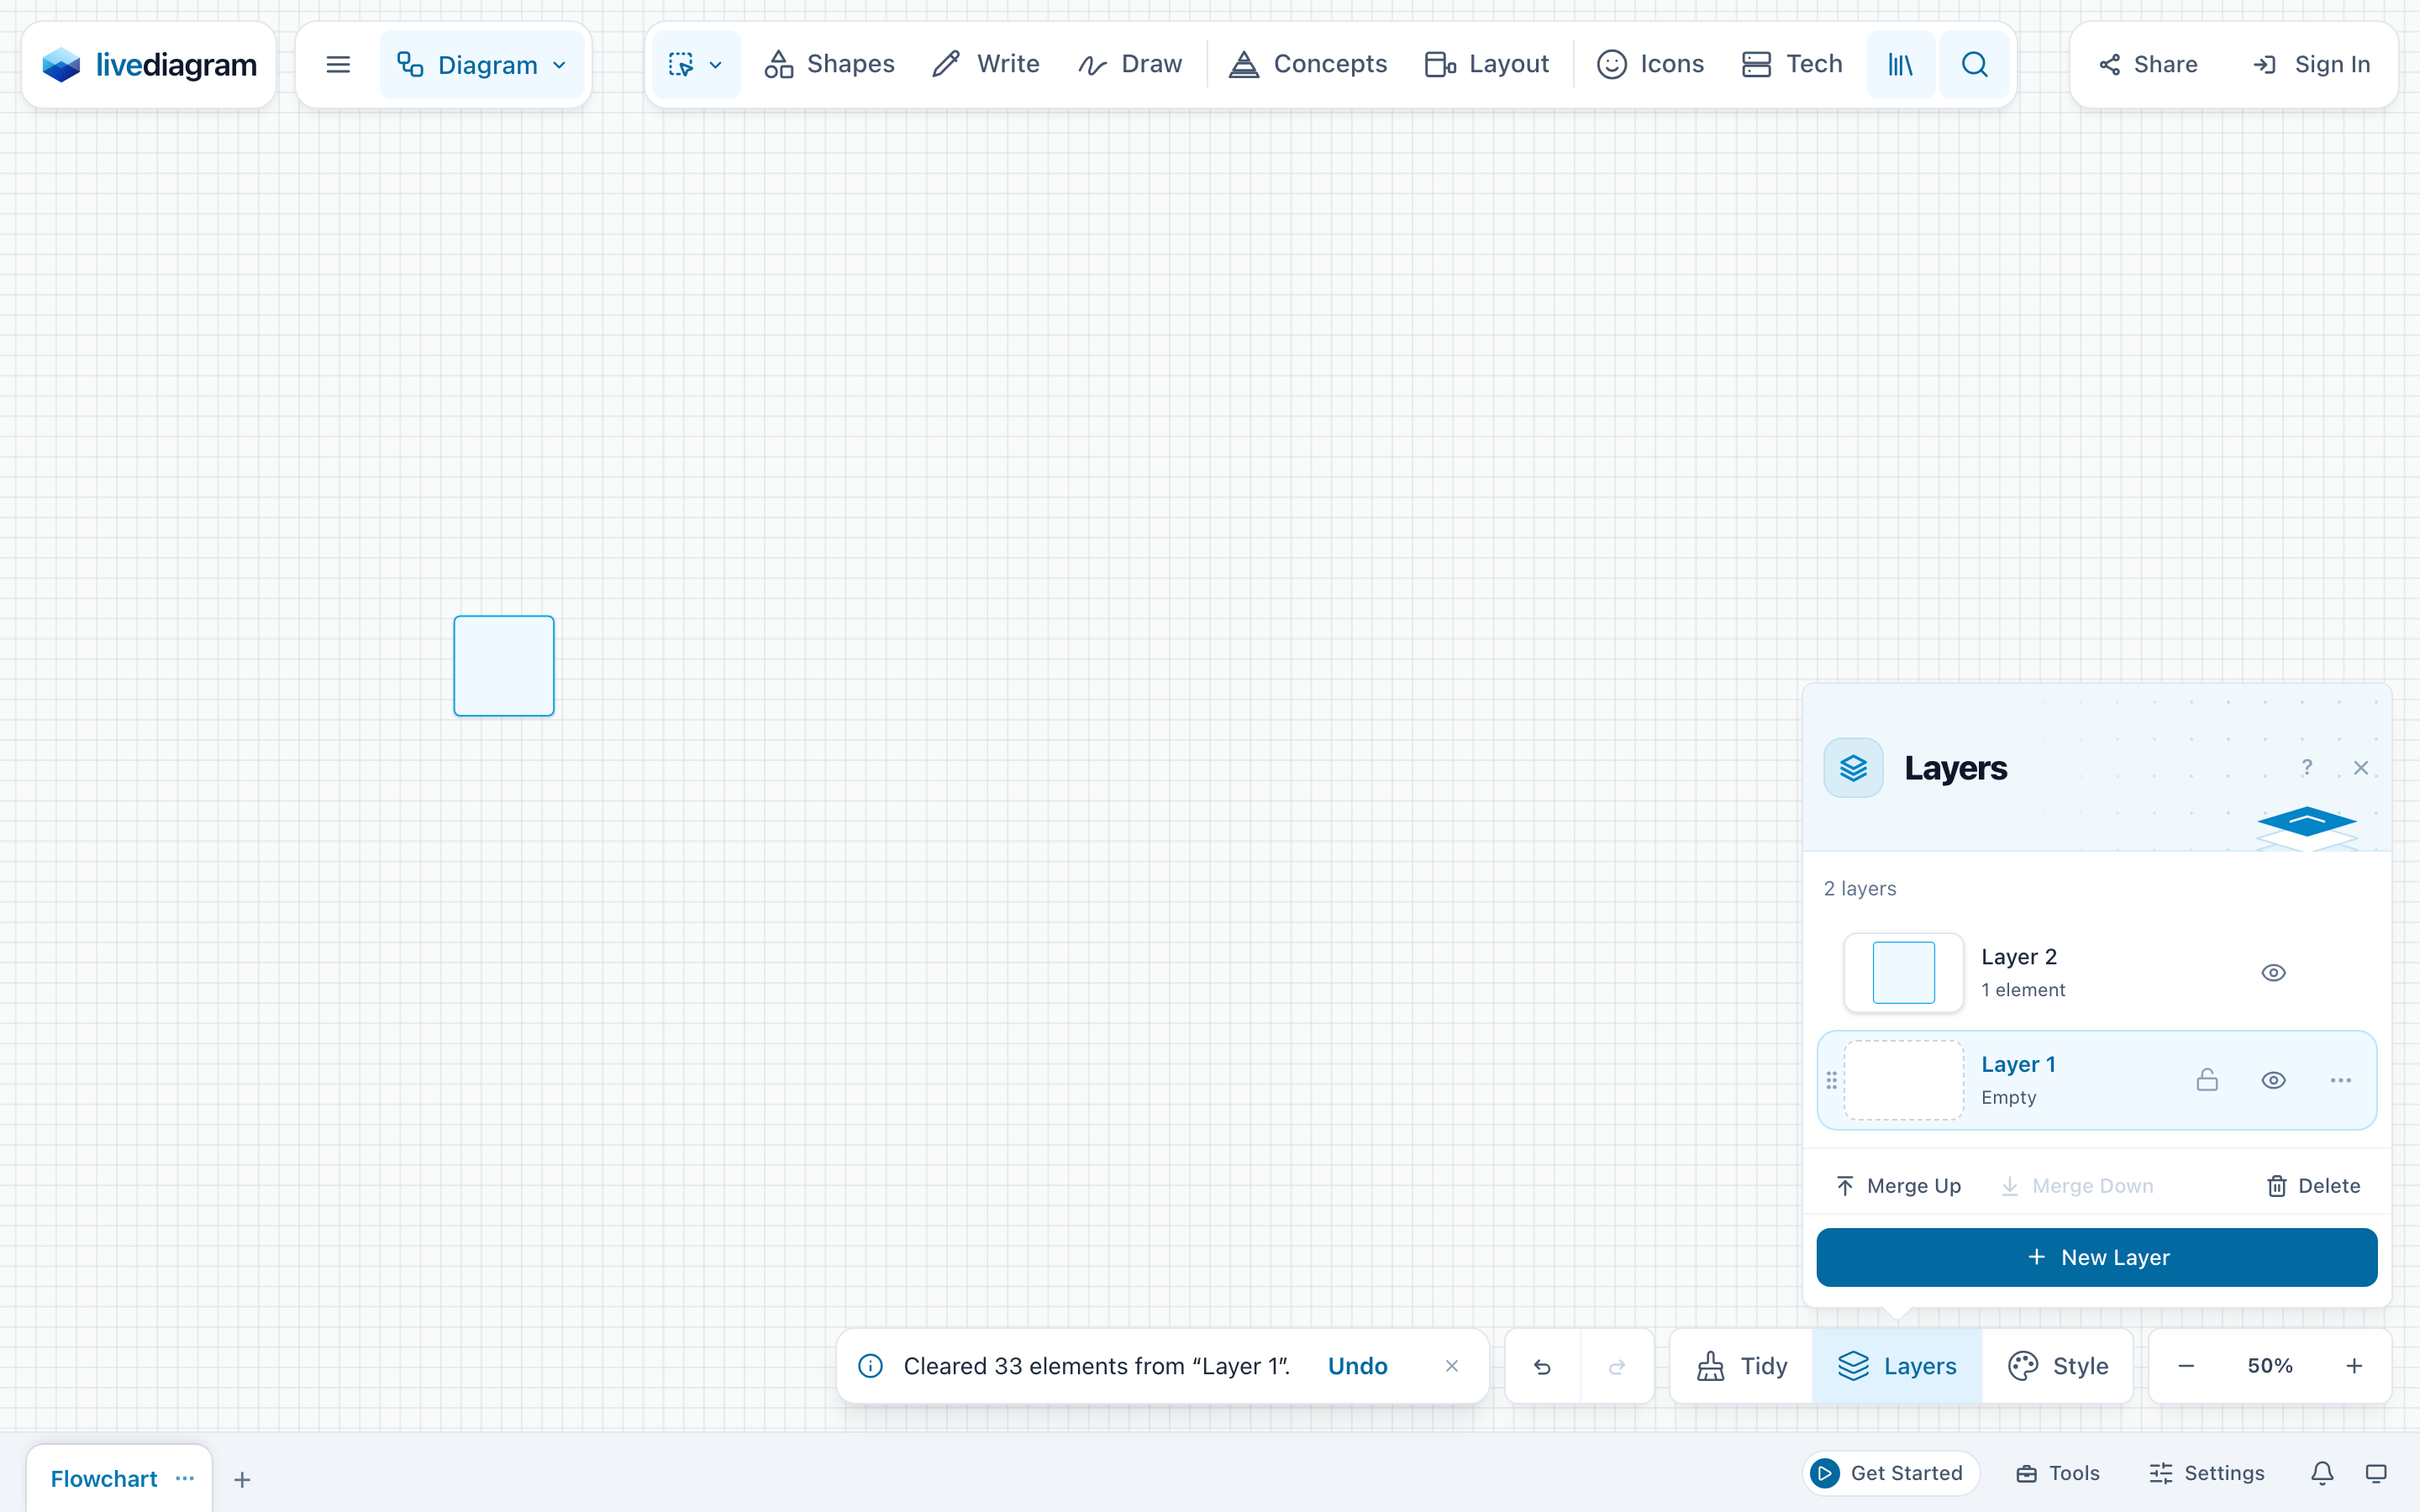 livediagram
Diagram
Shapes
Write
Draw
Concepts
Layout
Icons
Tech
Share
Sign In
Layers
?
2 layers
Layer 2
1 element
Layer 1
Empty
Merge Up
Merge Down
Delete
New Layer
Cleared 33 elements from “Layer 1”.
Undo
Tidy
Layers
Style
50%
Flowchart
Get Started
Tools
Settings